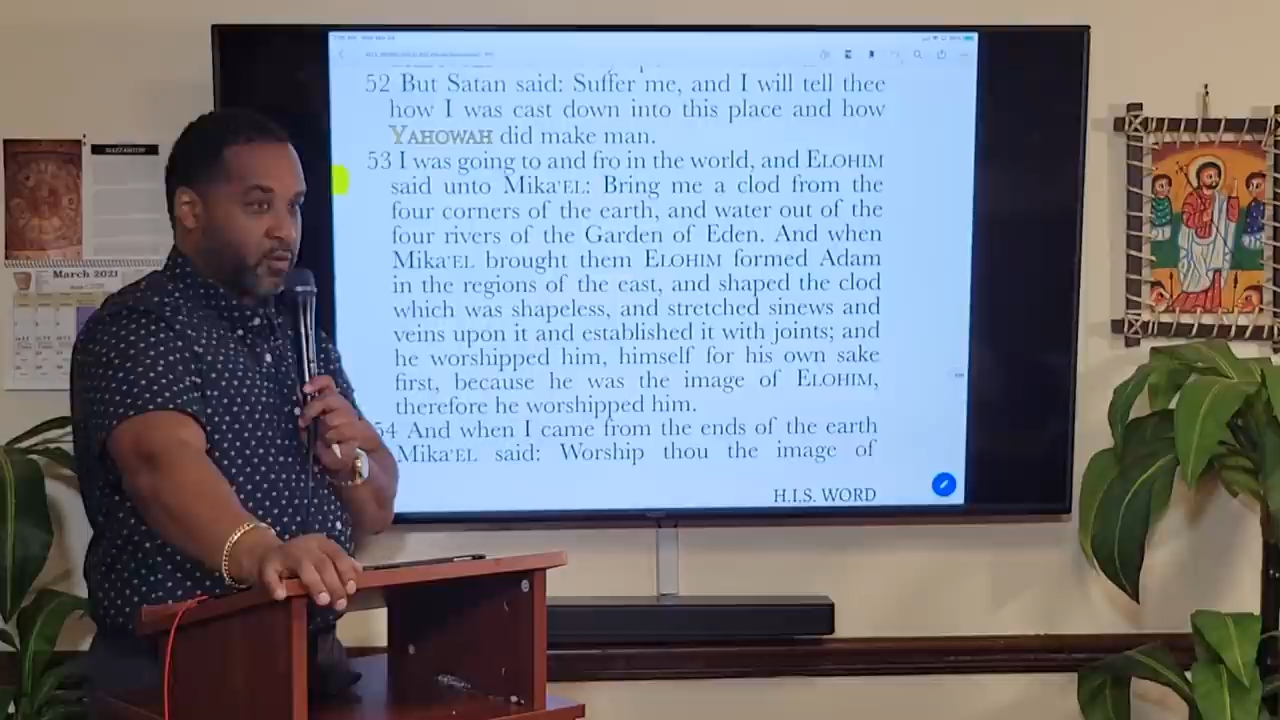 52 But Satan said: Suffer me, and I will tell thee
how I was cast down into this place and how
YAHOWAH did make man.
53 I was going to and fro in the world, and ELOHIM
said unto Mika'EL: Bring me a clod from the
four corners of the earth, and water out of the
four rivers of the Garden of Eden. And when
Mika'EL brought them ELOHIM formed Adam
in the regions of the east, and shaped the clod
which was shapeless, and stretched sinews and
veins upon it and established it with joints; and
he worshipped him, himself for his own sake
first, because he was the image of ELOHIM,
therefore he worshipped him.
54 And when I came from the ends of the earth
Mika'EL said: Worship thou the image of
H.I.S. WORD
March 2021